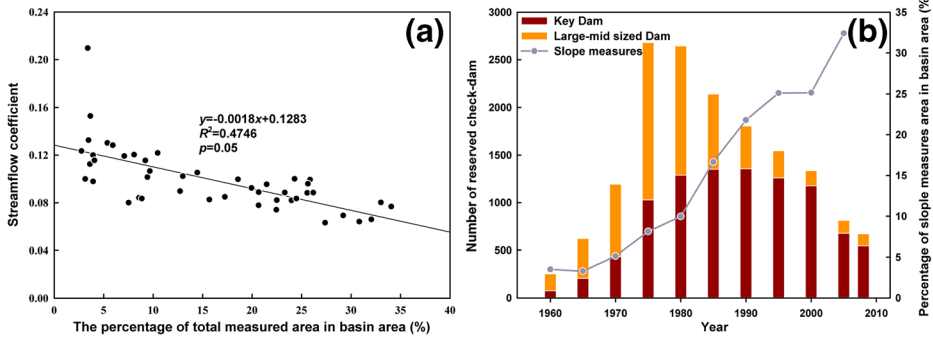 (a)
Streamflow coefficient
0.24
0.20
0.16
0.12
0.08
0.04
0.00
y=-0.0018x+0.1283
R²=0.4746
p=0.05
0 5 10 15 20 25 30 35 40
The percentage of total measured area in basin area (%)
(b)
Number of reserved check-dam
3000
2500
2000
1500
1000
500
0
Key Dam
Large-mid sized Dam
Slope measures
35
30
25
20
15
10
5
0
Percentage of slople measures area in basin area (%)
1960 1970 1980 1990 2000 2010
Year